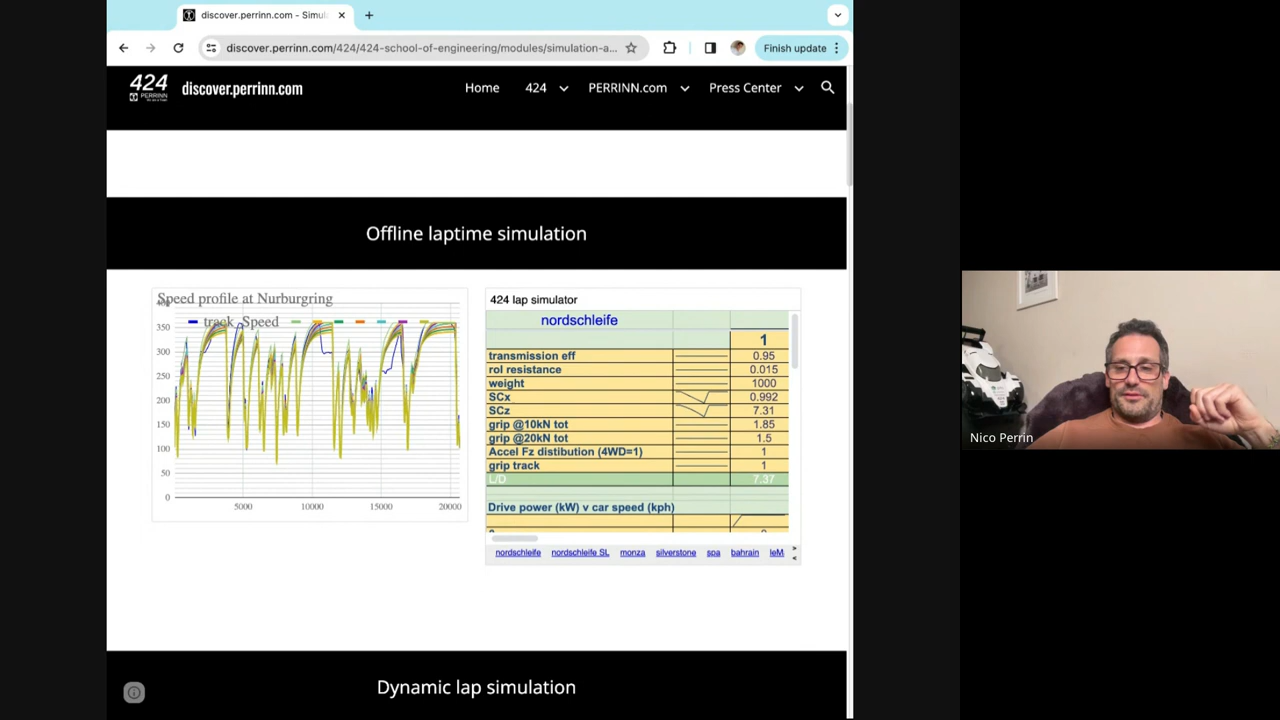 discover.perrinn.com - Simul
discover.perrinn.com/424/424-school-of-engineering/modules/simulation-a...
Finish update
424
PERRINN
discover.perrinn.com
Home
424
PERRINN.com
Press Center
Offline laptime simulation
Speed profile at Nurburgring
track_Speed
400
350
300
250
200
150
100
50
0
5000
10000
15000
20000
424 lap simulator
nordschleife
1
transmission eff 0.95
rol resistance 0.015
weight 1000
SCx 0.992
SCz 7.31
grip @10kN tot 1.85
grip @20kN tot 1.5
Accel Fz distibution (4WD=1) 1
grip track 1
L/D 7.37
Drive power (kW) v car speed (kph)
nordschleife nordschleife SL monza silverstone spa bahrain leM
Dynamic lap simulation
Nico Perrin